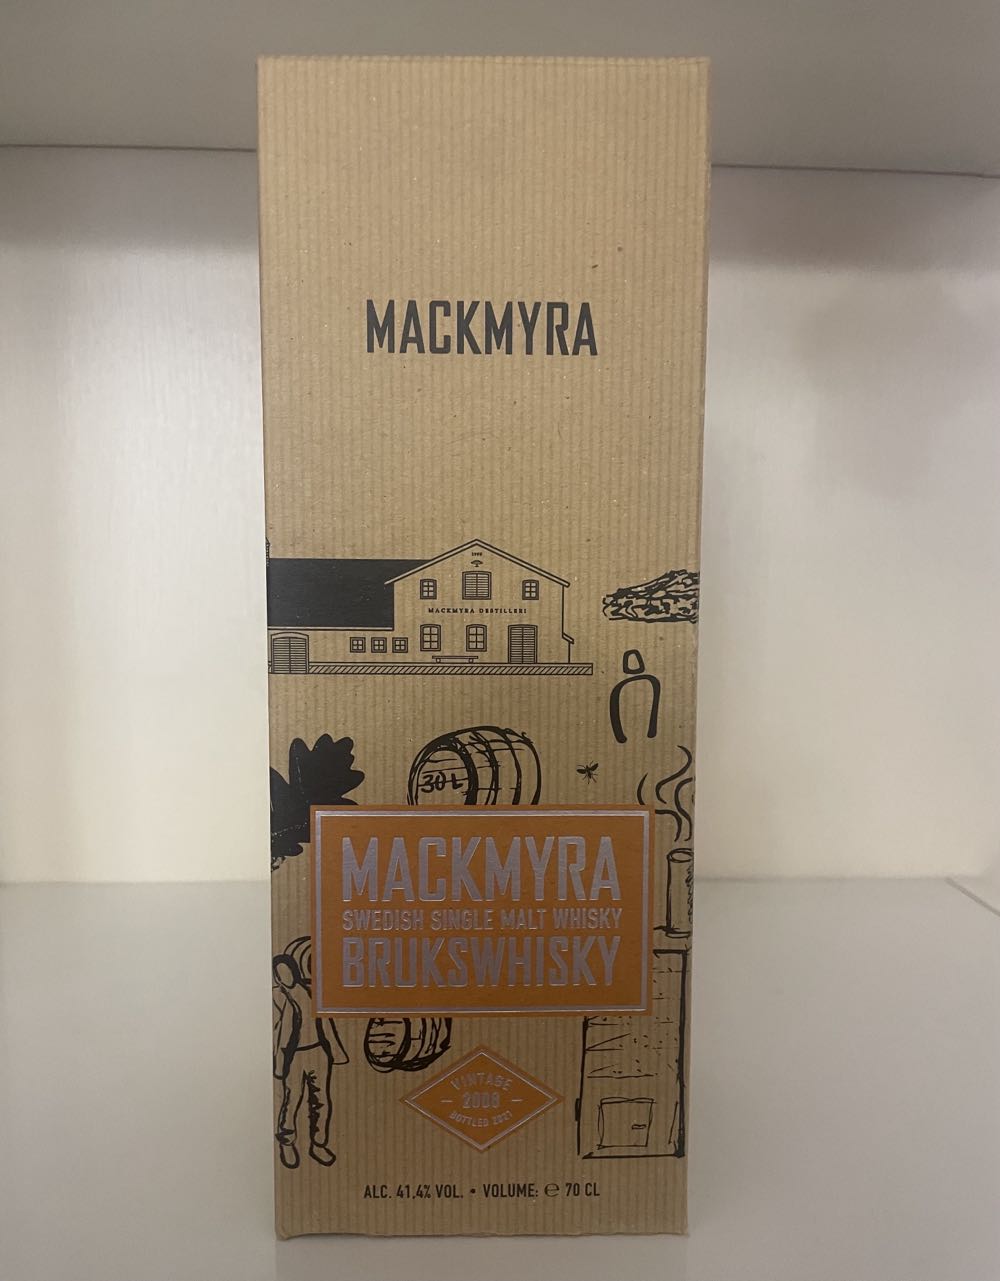 MACKMYRA
MACKMYRA DESTILLERI
30 L
MACKMYRA
SWEDISH SINGLE MALT WHISKY
BRUKSWHISKY
VINTAGE
– 2008 –
BOTTLED 2021
ALC. 41,4% VOL. • VOLUME: ℮ 70 CL